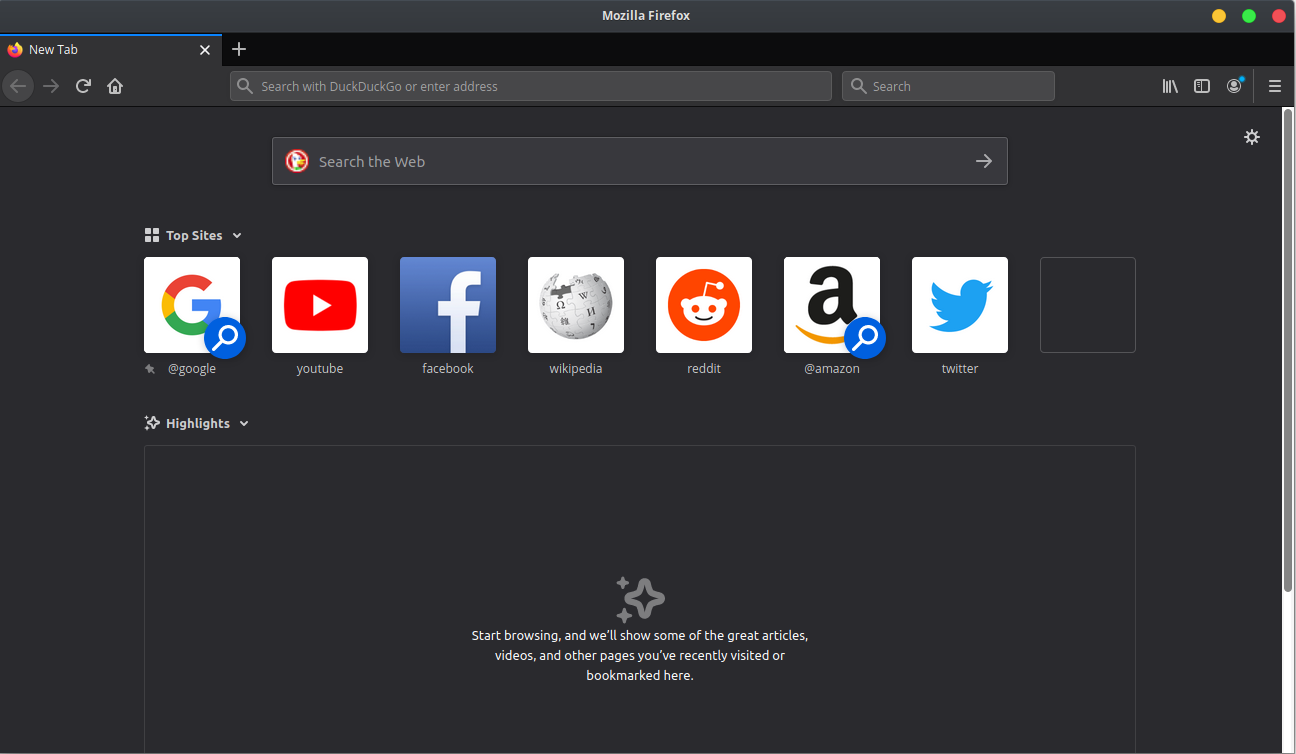 Mozilla Firefox
New Tab
Search with DuckDuckGo or enter address
Search
Search the Web
Top Sites
@google
youtube
facebook
wikipedia
reddit
@amazon
twitter
Highlights
Start browsing, and we’ll show some of the great articles,
videos, and other pages you’ve recently visited or
bookmarked here.